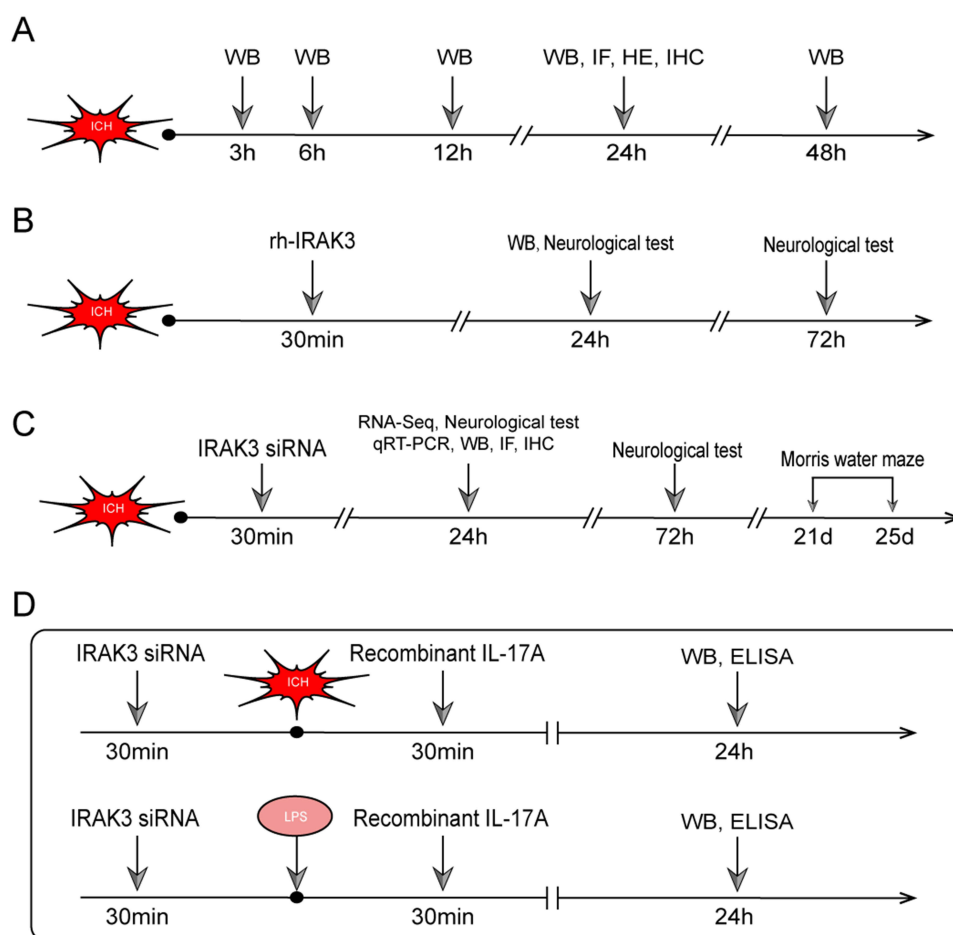 A
WB WB WB WB, IF, HE, IHC WB
ICH
3h 6h 12h 24h 48h
B
rh-IRAK3 WB, Neurological test Neurological test
ICH
30min 24h 72h
C
RNA-Seq, Neurological test
IRAK3 siRNA qRT-PCR, WB, IF, IHC Neurological test Morris water maze
ICH
30min 24h 72h 21d 25d
D
IRAK3 siRNA ICH Recombinant IL-17A WB, ELISA
30min 30min 24h
IRAK3 siRNA LPS Recombinant IL-17A WB, ELISA
30min 30min 24h